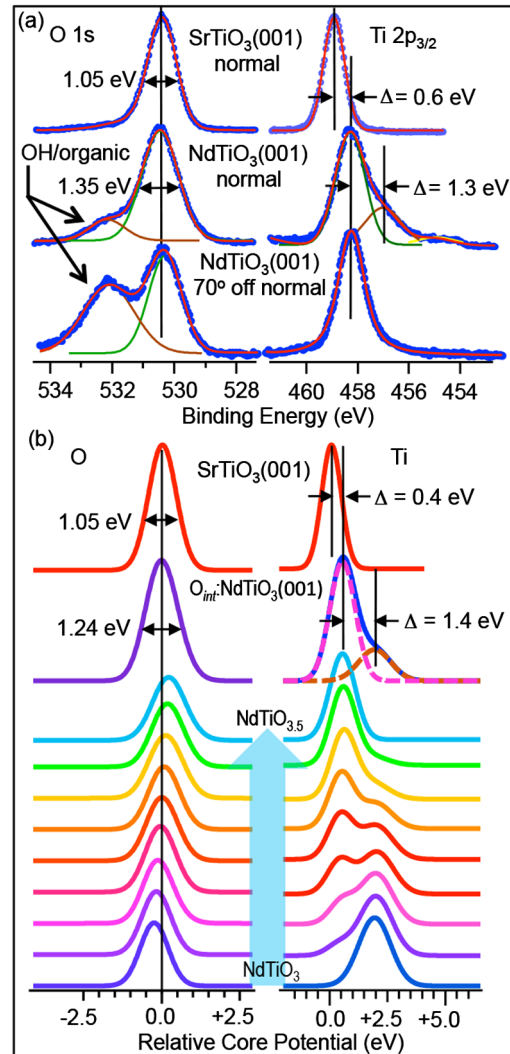 (a) O 1s
SrTiO3(001)
normal
Ti 2p3/2
1.05 eV
Δ= 0.6 eV
OH/organic
1.35 eV
NdTiO3(001)
normal
Δ= 1.3 eV
NdTiO3(001)
70º off normal
534 532 530 528
460 458 456 454
Binding Energy (eV)
(b)
O
Ti
SrTiO3(001)
1.05 eV
Δ = 0.4 eV
Oint:NdTiO3(001)
1.24 eV
Δ = 1.4 eV
NdTiO3.5
NdTiO3
-2.5 0.0 +2.5
0.0 +2.5 +5.0
Relative Core Potential (eV)